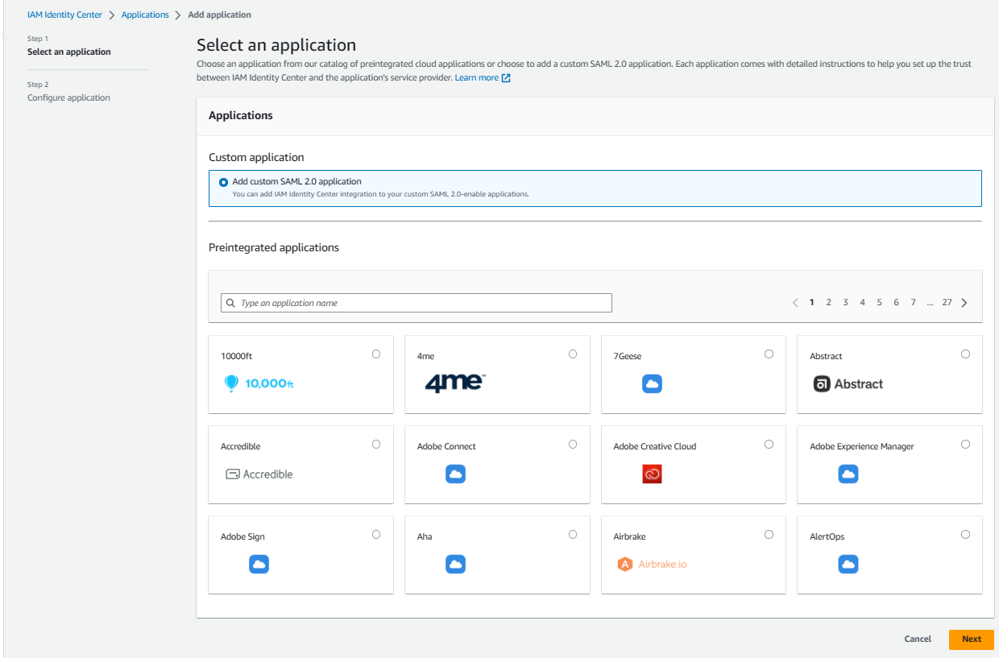 IAM Identity Center > Applications > Add application
Step 1
Select an application
Step 2
Configure application
Select an application
Choose an application from our catalog of preintegrated cloud applications or choose to add a custom SAML 2.0 application. Each application comes with detailed instructions to help you set up the trust
between IAM Identity Center and the application's service provider. Learn more
Applications
Custom application
Add custom SAML 2.0 application
You can add IAM Identity Center integration to your custom SAML 2.0-enable applications.
Preintegrated applications
Type an application name
< 1 2 3 4 5 6 7 ... 27 >
10000ft
10,000ft
4me
4me™
7Geese
Abstract
Abstract
Accredible
Accredible
Adobe Connect
Adobe Creative Cloud
Adobe Experience Manager
Adobe Sign
Aha
Airbrake
Airbrake.io
AlertOps
Cancel
Next